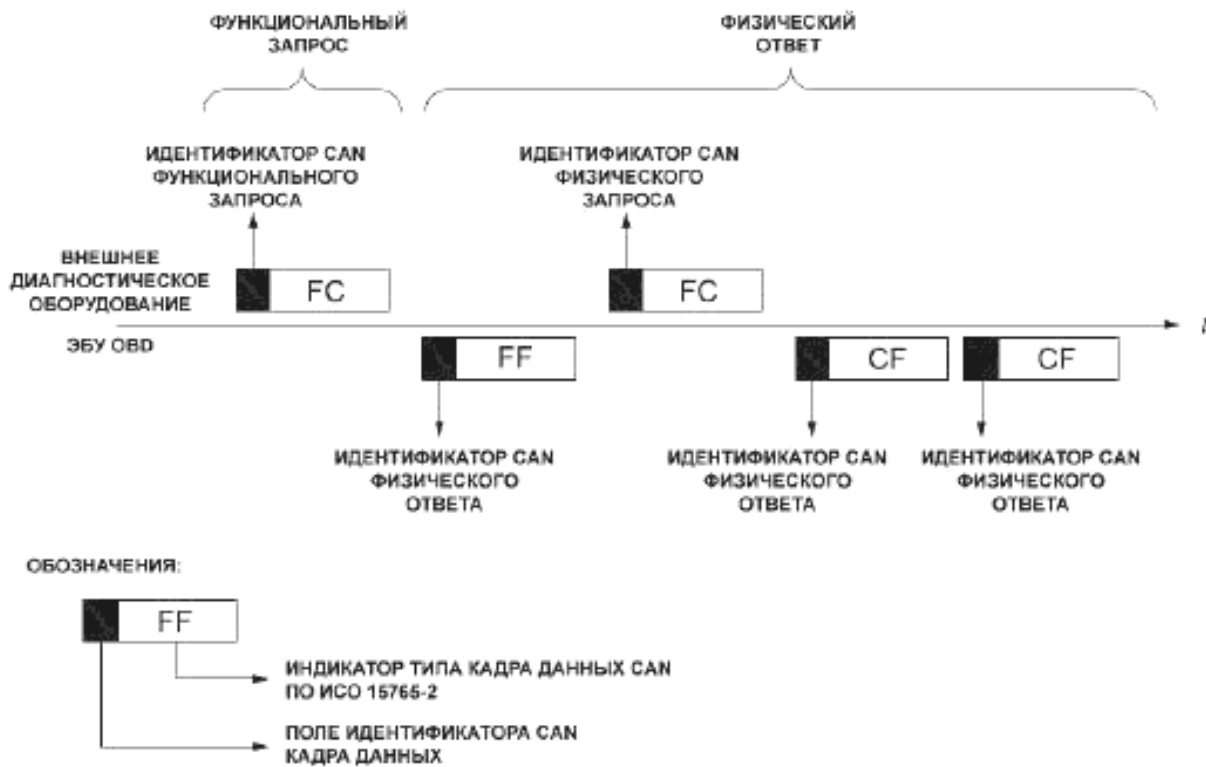 ФУНКЦИОНАЛЬНЫЙ
ЗАПРОС
ФИЗИЧЕСКИЙ
ОТВЕТ
ИДЕНТИФИКАТОР CAN
ФУНКЦИОНАЛЬНОГО
ЗАПРОСА
ИДЕНТИФИКАТОР CAN
ФИЗИЧЕСКОГО
ЗАПРОСА
ВНЕШНЕЕ
ДИАГНОСТИЧЕСКОЕ
ОБОРУДОВАНИЕ
FC
FC
ЭБУ OBD
FF
CF
CF
ИДЕНТИФИКАТОР CAN
ФИЗИЧЕСКОГО
ОТВЕТА
ИДЕНТИФИКАТОР CAN
ФИЗИЧЕСКОГО
ОТВЕТА
ИДЕНТИФИКАТОР CAN
ФИЗИЧЕСКОГО
ОТВЕТА
ОБОЗНАЧЕНИЯ:
FF
ИНДИКАТОР ТИПА КАДРА ДАННЫХ CAN
ПО ИСО 15765-2
ПОЛЕ ИДЕНТИФИКАТОРА CAN
КАДРА ДАННЫХ